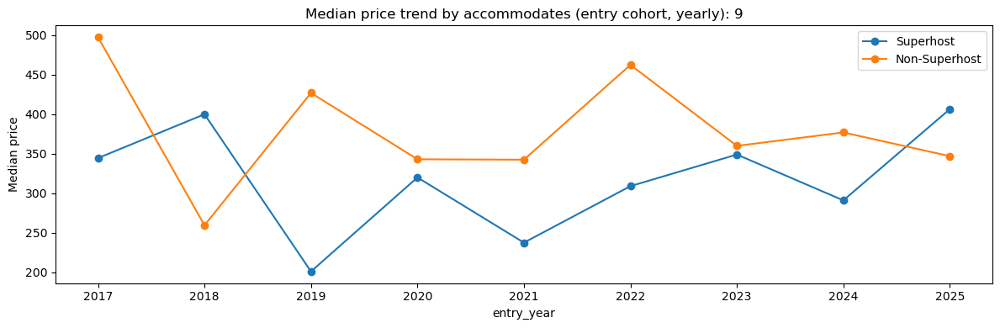 Median price trend by accommodates (entry cohort, yearly): 9
Superhost
Non-Superhost
Median price
500
450
400
350
300
250
200
2017 2018 2019 2020 2021 2022 2023 2024 2025
entry_year